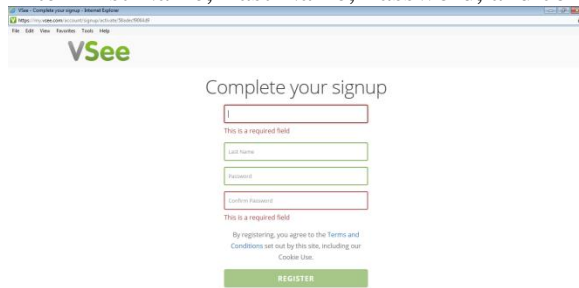 VSee - Complete your signup - Internet Explorer
File Edit View Favorites Tools Help
VSee
Complete your signup
This is a required field
Last Name
Password
Confirm Password
This is a required field
By registering, you agree to the Terms and
Conditions set out by this site, including our
Cookie Use.
REGISTER